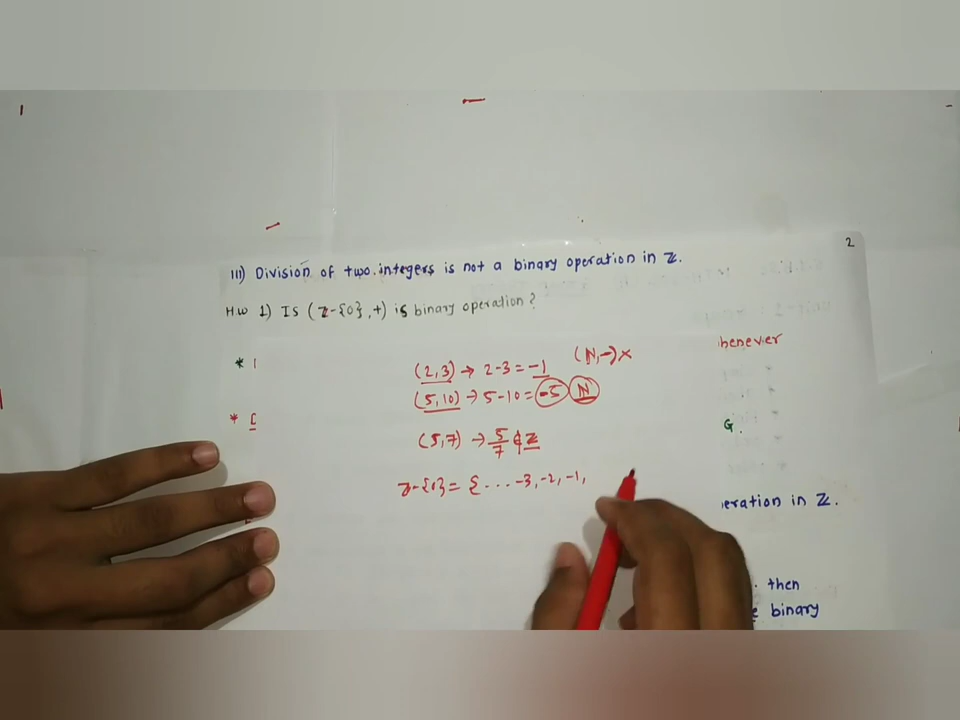 2
III) Division of two integers is not a binary operation in Z.
H.W 1) Is (Z-{0}, +) is binary operation?
(2,3) → 2-3 = -1 (N,-) ×
henever
(5,10) → 5-10 = -5 N
G.
(5,7) → 5/7 ∉ Z
Z-{0} = { ... -3, -2, -1,
eration in Z.
then
binary